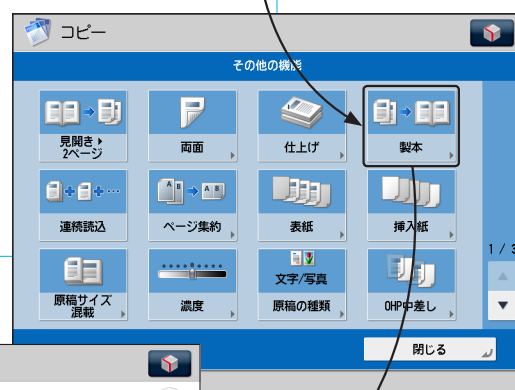 コピー
その他の機能
見開き▸
2ページ
両面
仕上げ
製本
A B
A B
連続読込
ページ集約
表紙
挿入紙
文字/写真
原稿サイズ
混載
濃度
原稿の種類
OHP中差し
1 / 3
閉じる